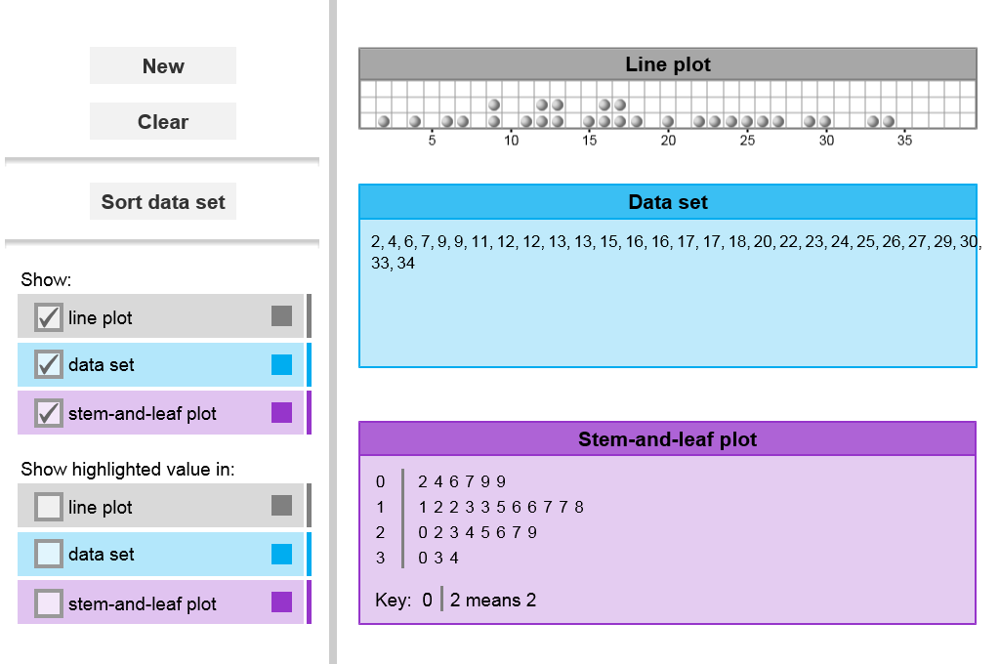 New
Clear
Sort data set
Show:
line plot
data set
stem-and-leaf plot
Show highlighted value in:
line plot
data set
stem-and-leaf plot
Line plot
5 10 15 20 25 30 35
Data set
2, 4, 6, 7, 9, 9, 11, 12, 12, 13, 13, 15, 16, 16, 17, 17, 18, 20, 22, 23, 24, 25, 26, 27, 29, 30,
33, 34
Stem-and-leaf plot
0 2 4 6 7 9 9
1 1 2 2 3 3 5 6 6 7 7 8
2 0 2 3 4 5 6 7 9
3 0 3 4
Key: 0 2 means 2